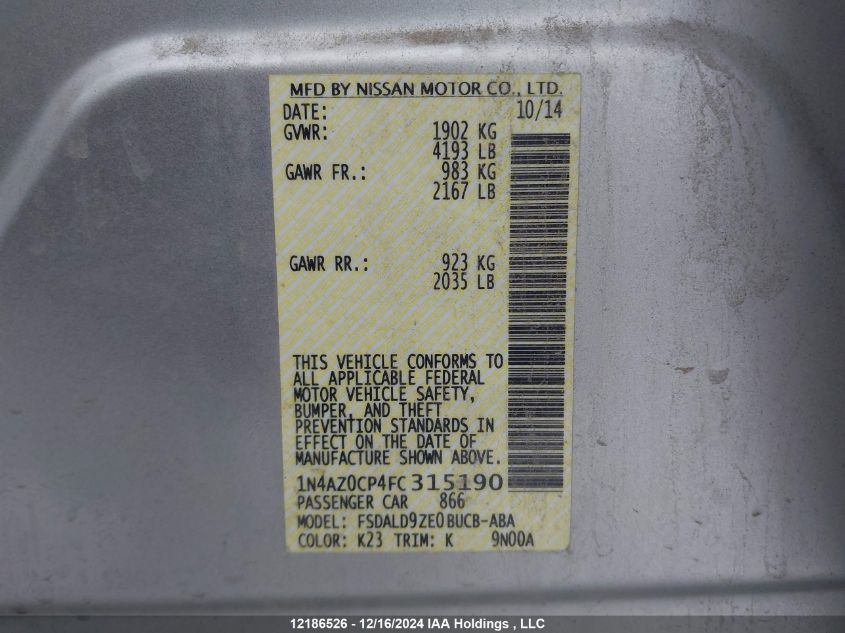 MFD BY NISSAN MOTOR CO., LTD.
DATE: 10/14
GVWR: 1902 KG
4193 LB
GAWR FR.: 983 KG
2167 LB
GAWR RR.: 923 KG
2035 LB
THIS VEHICLE CONFORMS TO
ALL APPLICABLE FEDERAL
MOTOR VEHICLE SAFETY,
BUMPER, AND THEFT
PREVENTION STANDARDS IN
EFFECT ON THE DATE OF
MANUFACTURE SHOWN ABOVE.
1N4AZ0CP4FC315190
PASSENGER CAR 866
MODEL: FSDALD9ZE0BUCB-ABA
COLOR: K23 TRIM: K 9N00A
12186526 - 12/16/2024 IAA Holdings , LLC